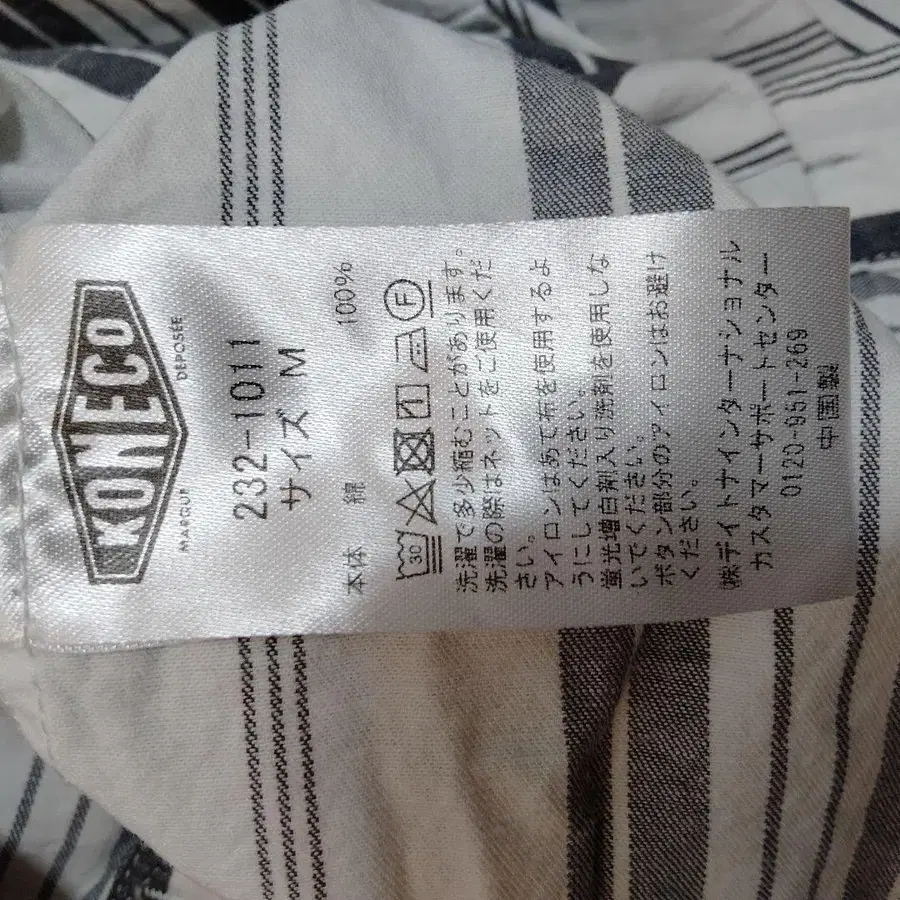 KONECO
MARQUE DEPOSEE
232-1011
サイズ M
本体 綿 100%
30 1 F
洗濯で多少縮むことがあります。
洗濯の際はネットをご使用くだ
さい。
アイロンはあて布を使用するよ
うにしてください。
蛍光増白剤入り洗剤を使用しな
いでください。
ボタン部分のアイロンはお避け
ください。
㈱デイトナインターナショナル
カスタマーサポートセンター
0120-951-269
中国製